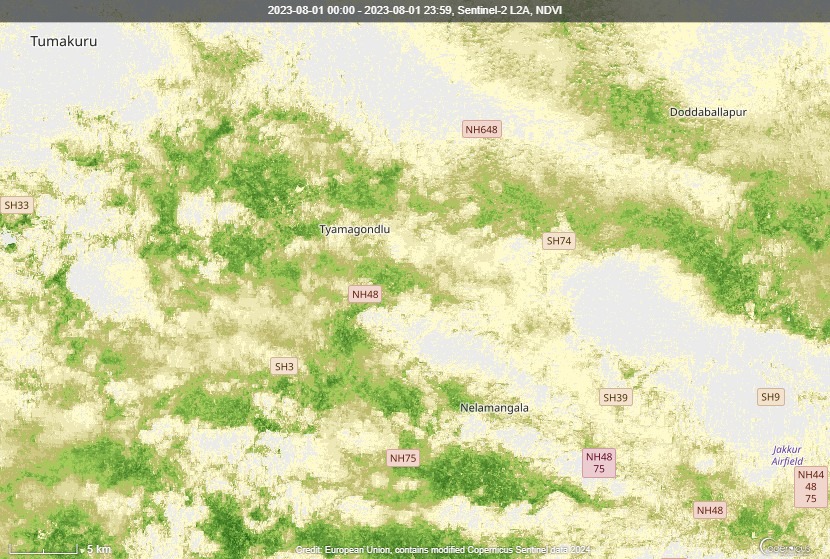 2023-08-01 00:00 - 2023-08-01 23:59, Sentinel-2 L2A, NDVI
Tumakuru
Doddaballapur
NH648
SH33
Tyamagondlu
SH74
NH48
SH3
SH39
SH9
Nelamangala
NH75
NH48
75
Jakkur
Airfield
NH44
48
75
NH48
5 km
Credit: European Union, contains modified Copernicus Sentinel data 2024
opernicus